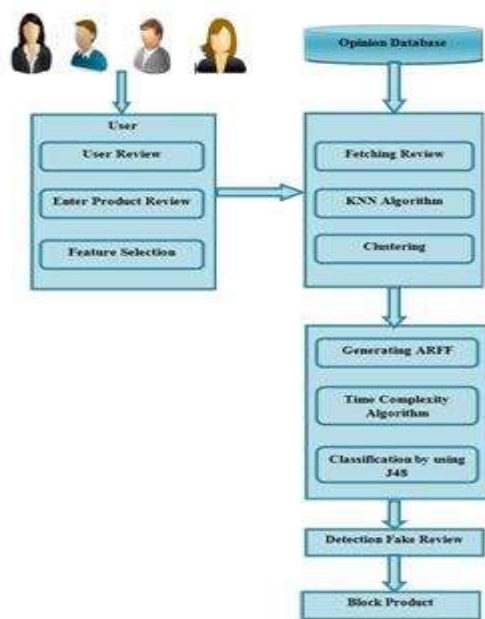 User
User Review
Enter Product Review
Feature Selection
Opinion Database
Fetching Review
KNN Algorithm
Clustering
Generating ARFF
Time Complexity
Algorithm
Classification by using
J48
Detection Fake Review
Block Product